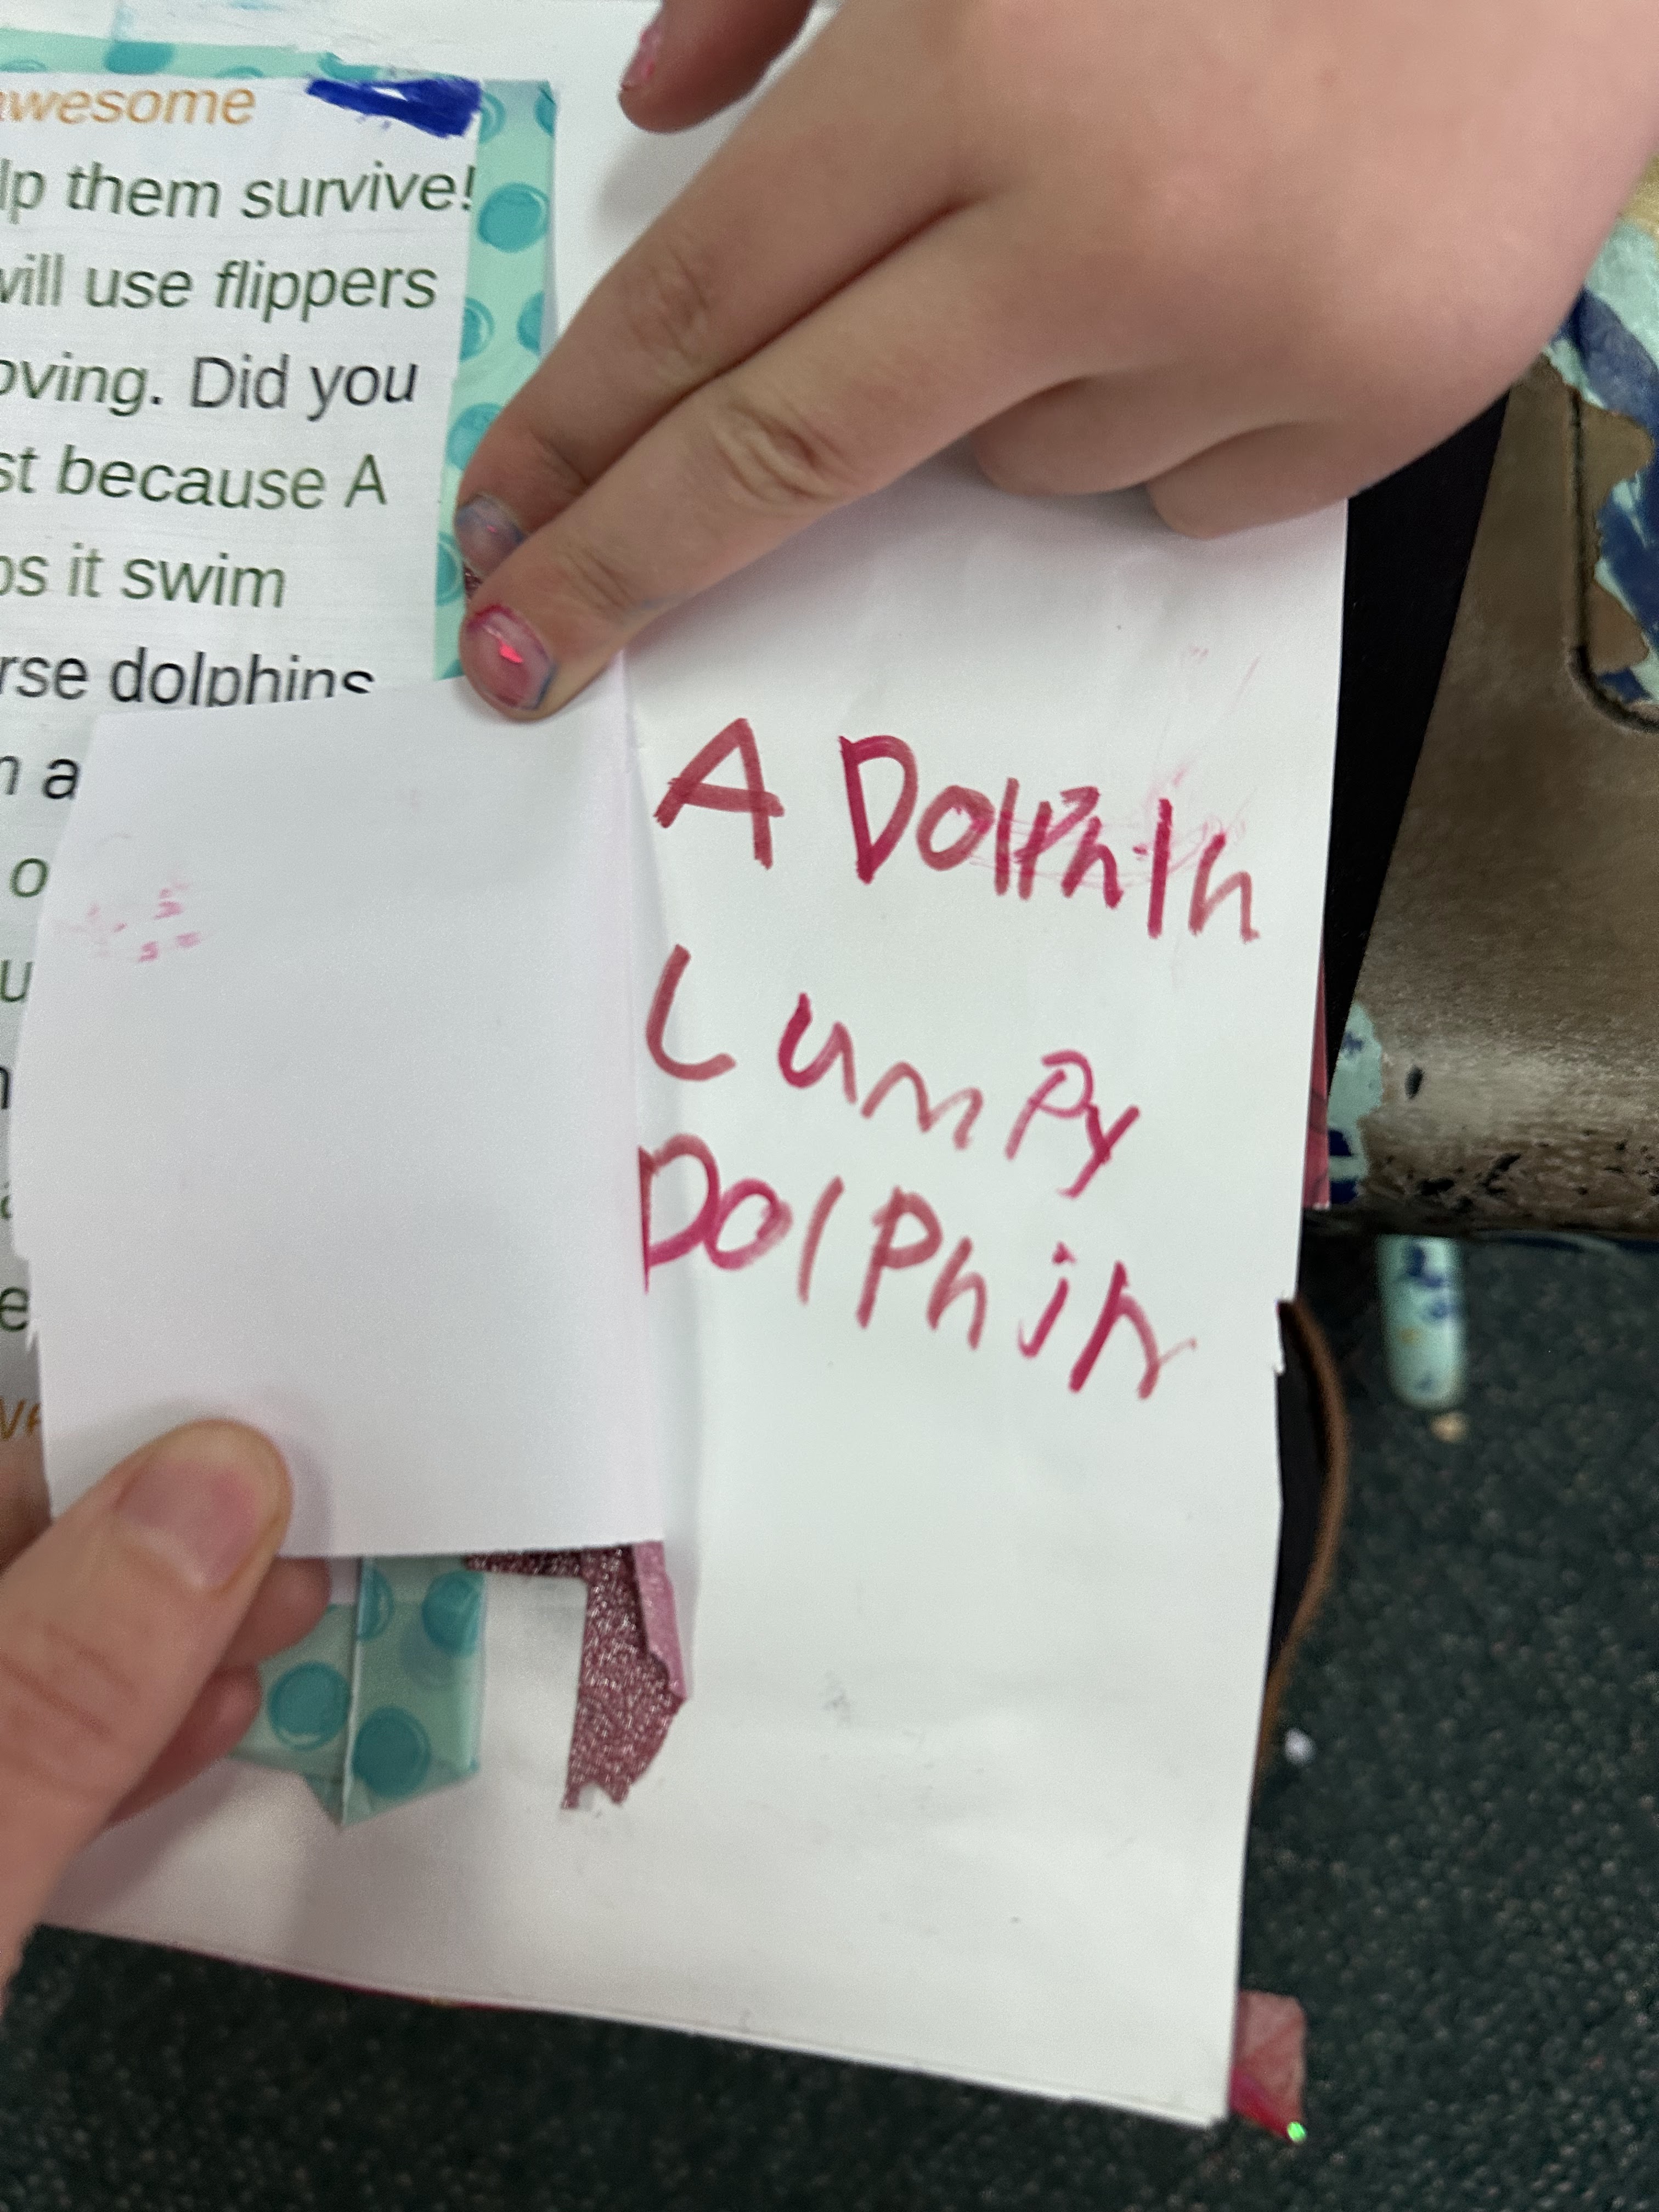 awesome
lp them survive!
will use flippers
oving. Did you
st because A
ps it swim
rse dolphins
n a
o
u
e
A DolPhIn
LumPy
DolPhin